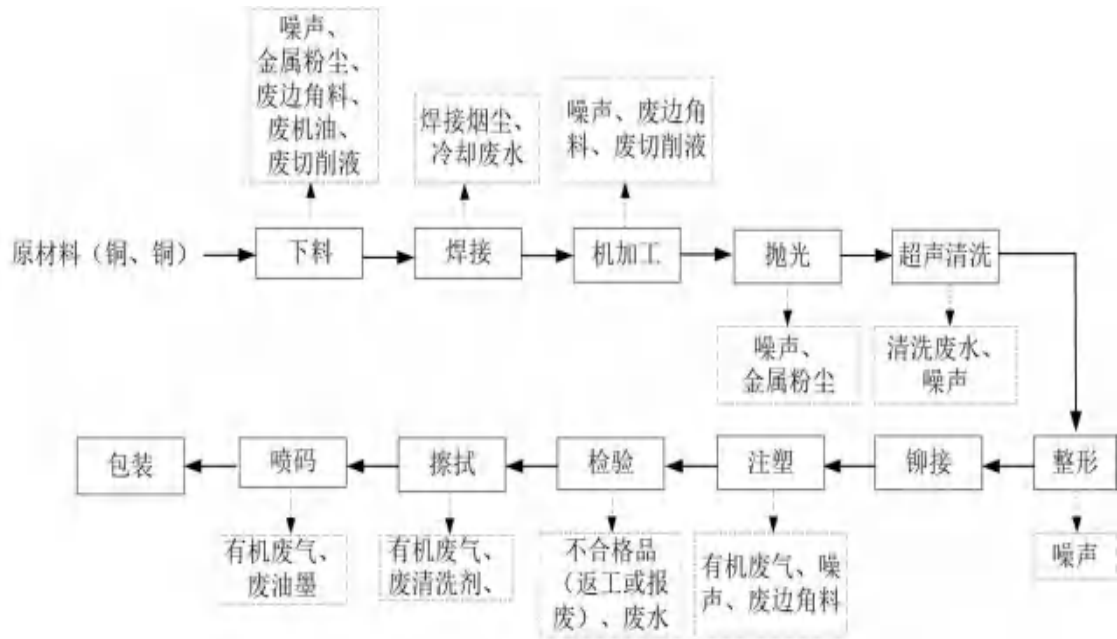 噪声、
金属粉尘、
废边角料、
废机油、
废切削液
焊接烟尘、
冷却废水
噪声、废边角
料、废切削液
原材料（铜、铜）
下料
焊接
机加工
抛光
超声清洗
噪声、
金属粉尘
清洗废水、
噪声
包装
喷码
擦拭
检验
注塑
铆接
整形
有机废气、
废油墨
有机废气、
废清洗剂、
不合格品
（返工或报
废）、废水
有机废气、噪
声、废边角料
噪声